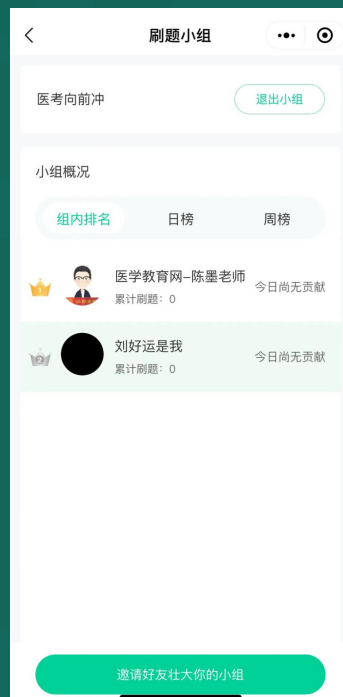 刷题小组
医考向前冲
退出小组
小组概况
组内排名 日榜 周榜
1
医学教育网-陈墨老师
今日尚无贡献
累计刷题：0
2
刘好运是我
今日尚无贡献
累计刷题：0
邀请好友壮大你的小组